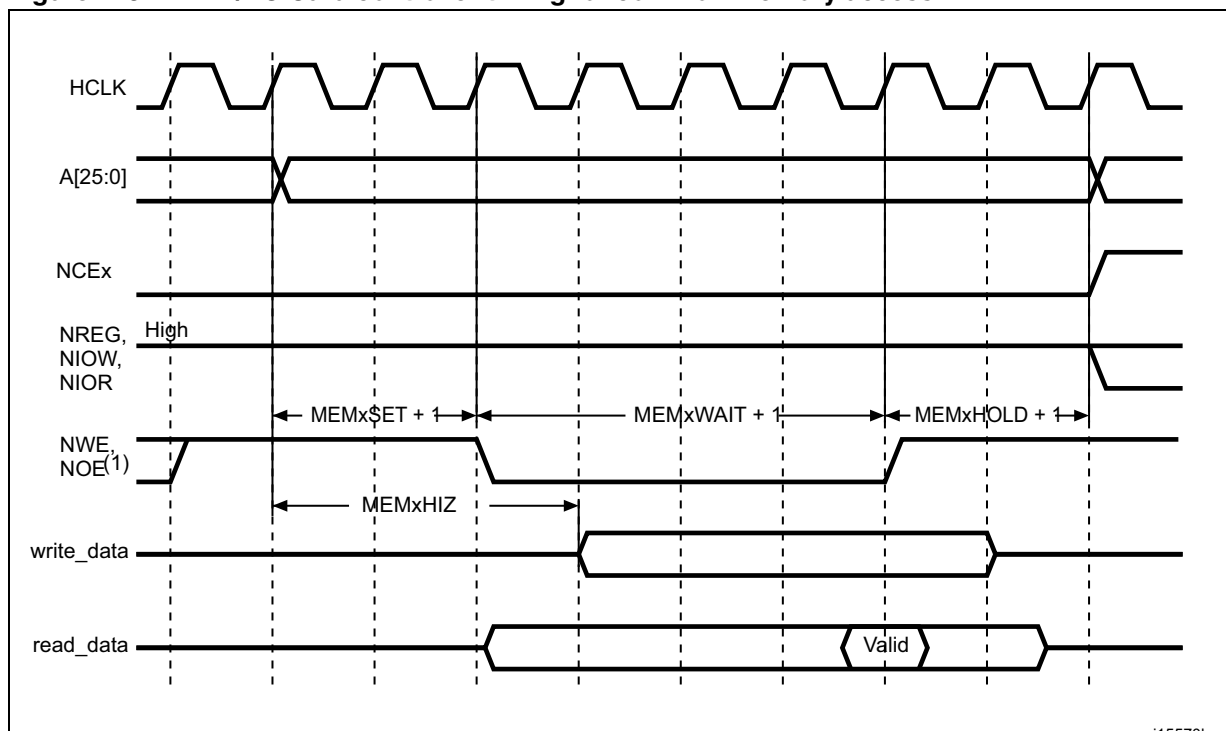 HCLK
A[25:0]
NCEx
NREG, High
NIOW,
NIOR
MEMxSET + 1 MEMxWAIT + 1 MEMxHOLD + 1
NWE,
NOE(1)
MEMxHIZ
write_data
read_data Valid